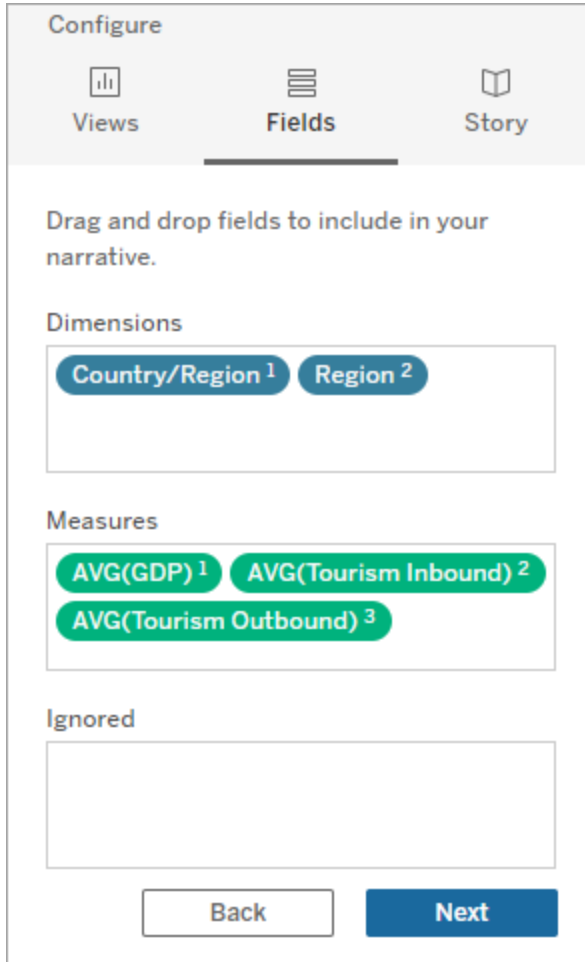 Configure
Views Fields Story
Drag and drop fields to include in your
narrative.
Dimensions
Country/Region 1 Region 2
Measures
AVG(GDP) 1 AVG(Tourism Inbound) 2
AVG(Tourism Outbound) 3
Ignored
Back Next